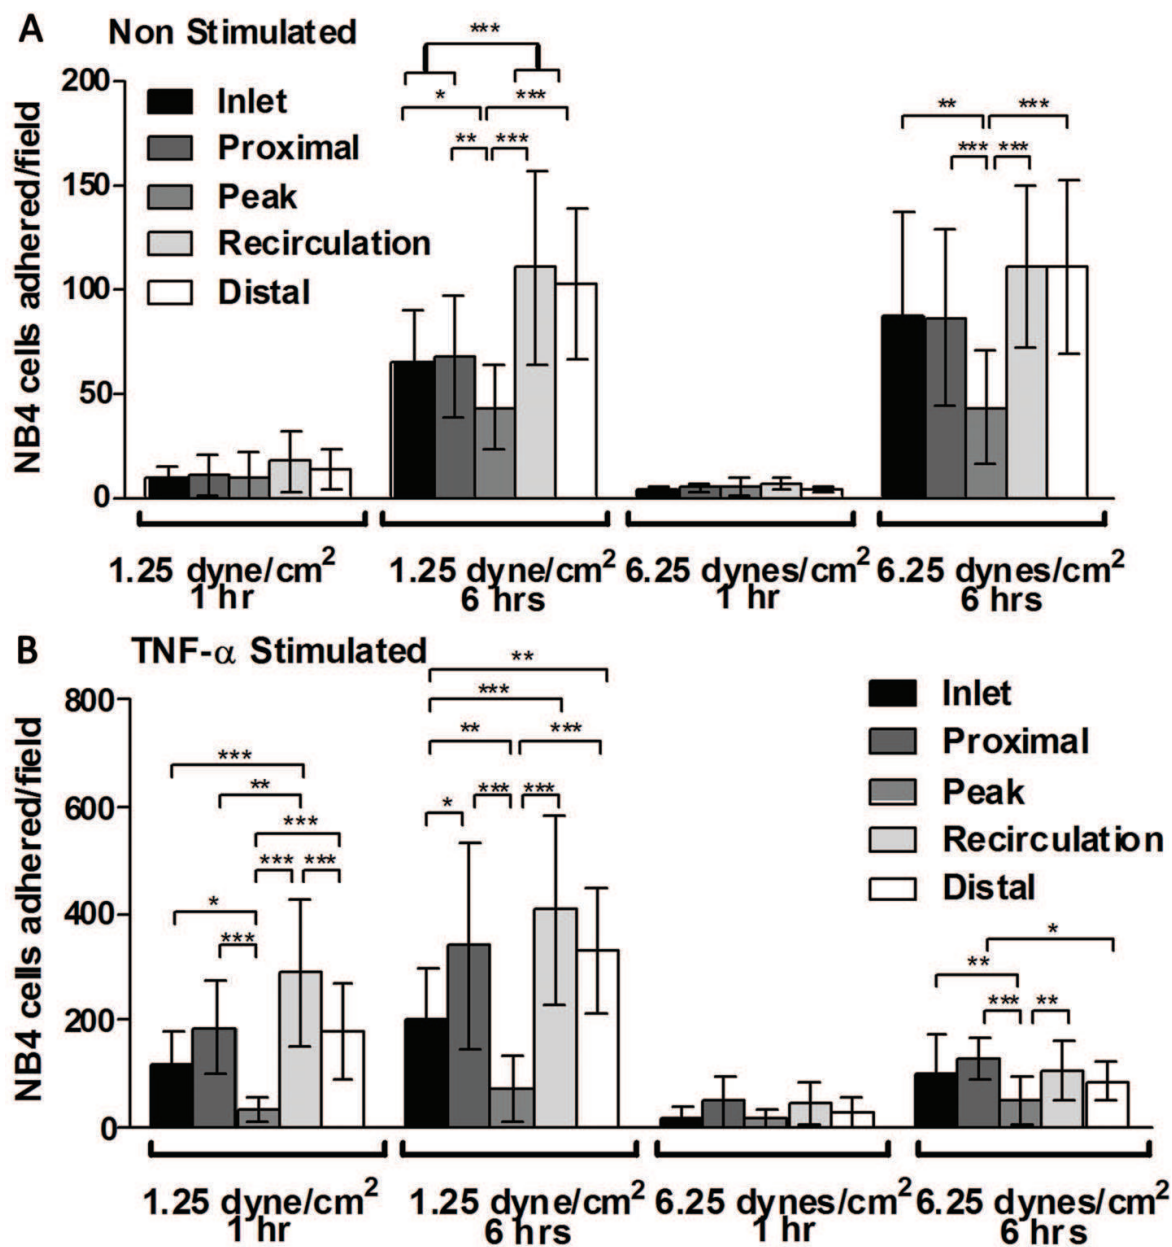 A Non Stimulated
***
* ***
** ***
** ***
*** ***
NB4 cells adhered/field
200
150
100
50
0
Inlet
Proximal
Peak
Recirculation
Distal
1.25 dyne/cm² 1.25 dyne/cm² 6.25 dynes/cm² 6.25 dynes/cm²
1 hr 6 hrs 1 hr 6 hrs
B TNF-α Stimulated
**
***
** ***
* *** ***
***
**
***
*** ***
*
***
*
**
*** **
NB4 cells adhered/field
800
600
400
200
0
Inlet
Proximal
Peak
Recirculation
Distal
1.25 dyne/cm² 1.25 dyne/cm² 6.25 dynes/cm² 6.25 dynes/cm²
1 hr 6 hrs 1 hr 6 hrs